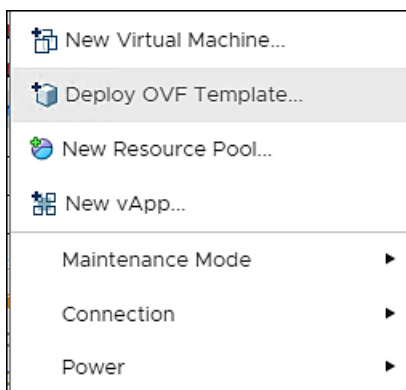 New Virtual Machine...
Deploy OVF Template...
New Resource Pool...
New vApp...
Maintenance Mode
Connection
Power